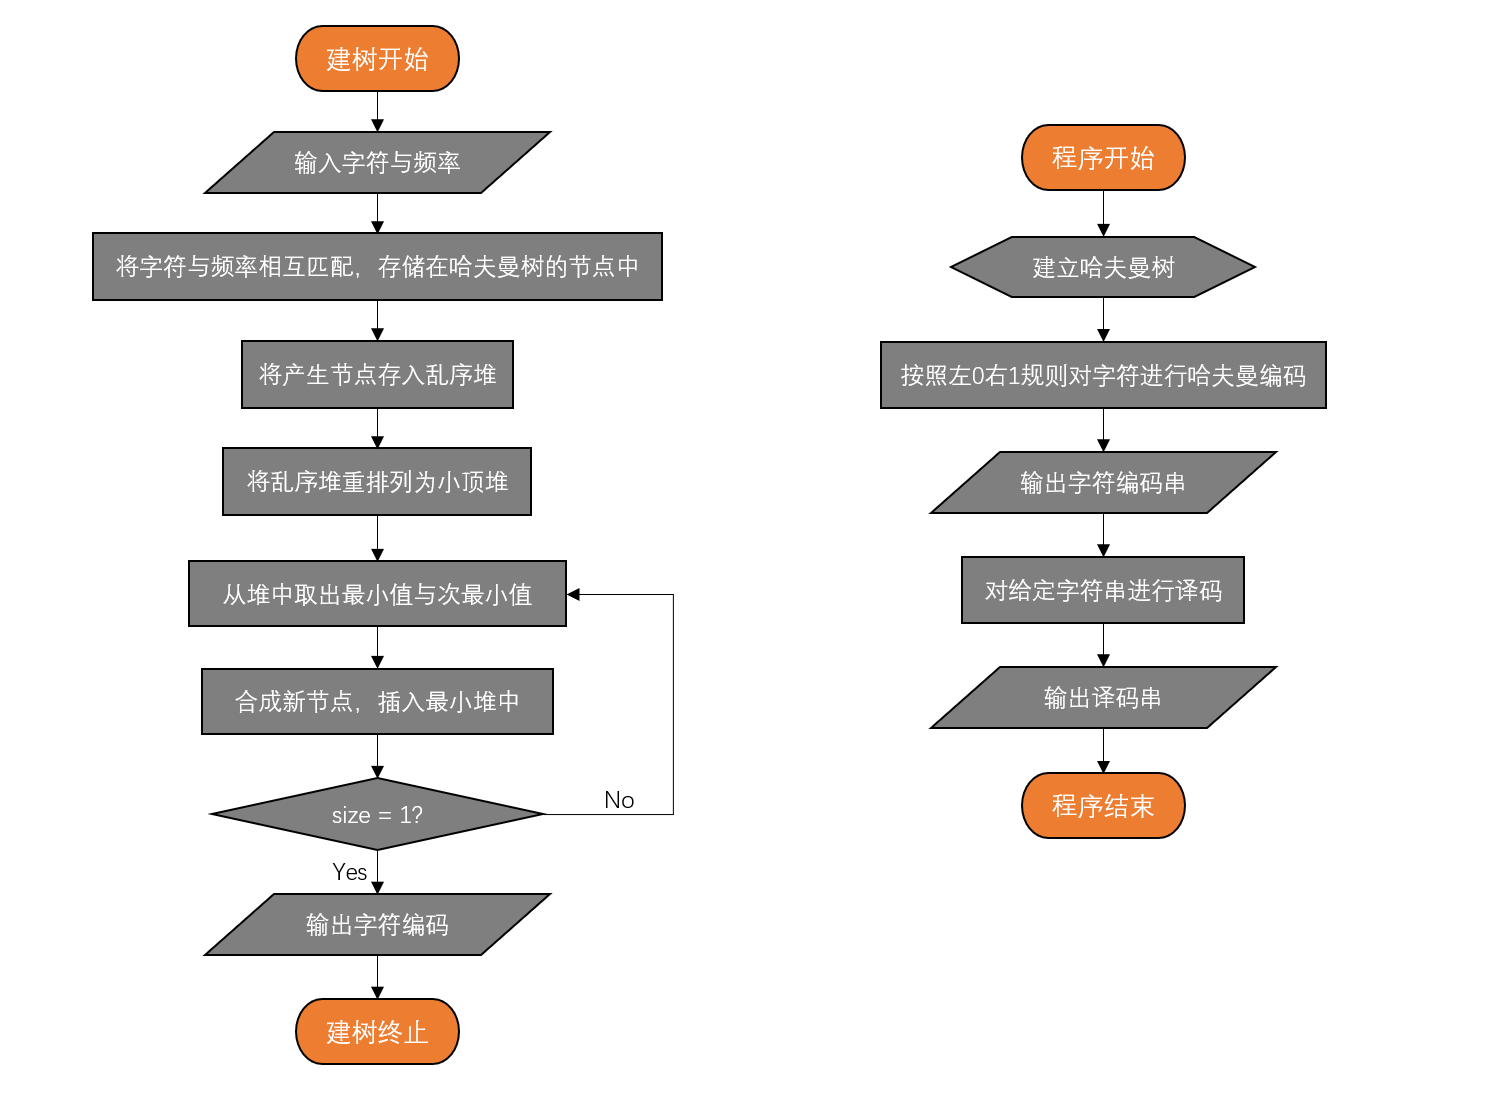 建树开始
输入字符与频率
将字符与频率相互匹配，存储在哈夫曼树的节点中
将产生节点存入乱序堆
将乱序堆重排列为小顶堆
从堆中取出最小值与次最小值
合成新节点，插入最小堆中
size = 1?
No
Yes
输出字符编码
建树终止
程序开始
建立哈夫曼树
按照左0右1规则对字符进行哈夫曼编码
输出字符编码串
对给定字符串进行译码
输出译码串
程序结束